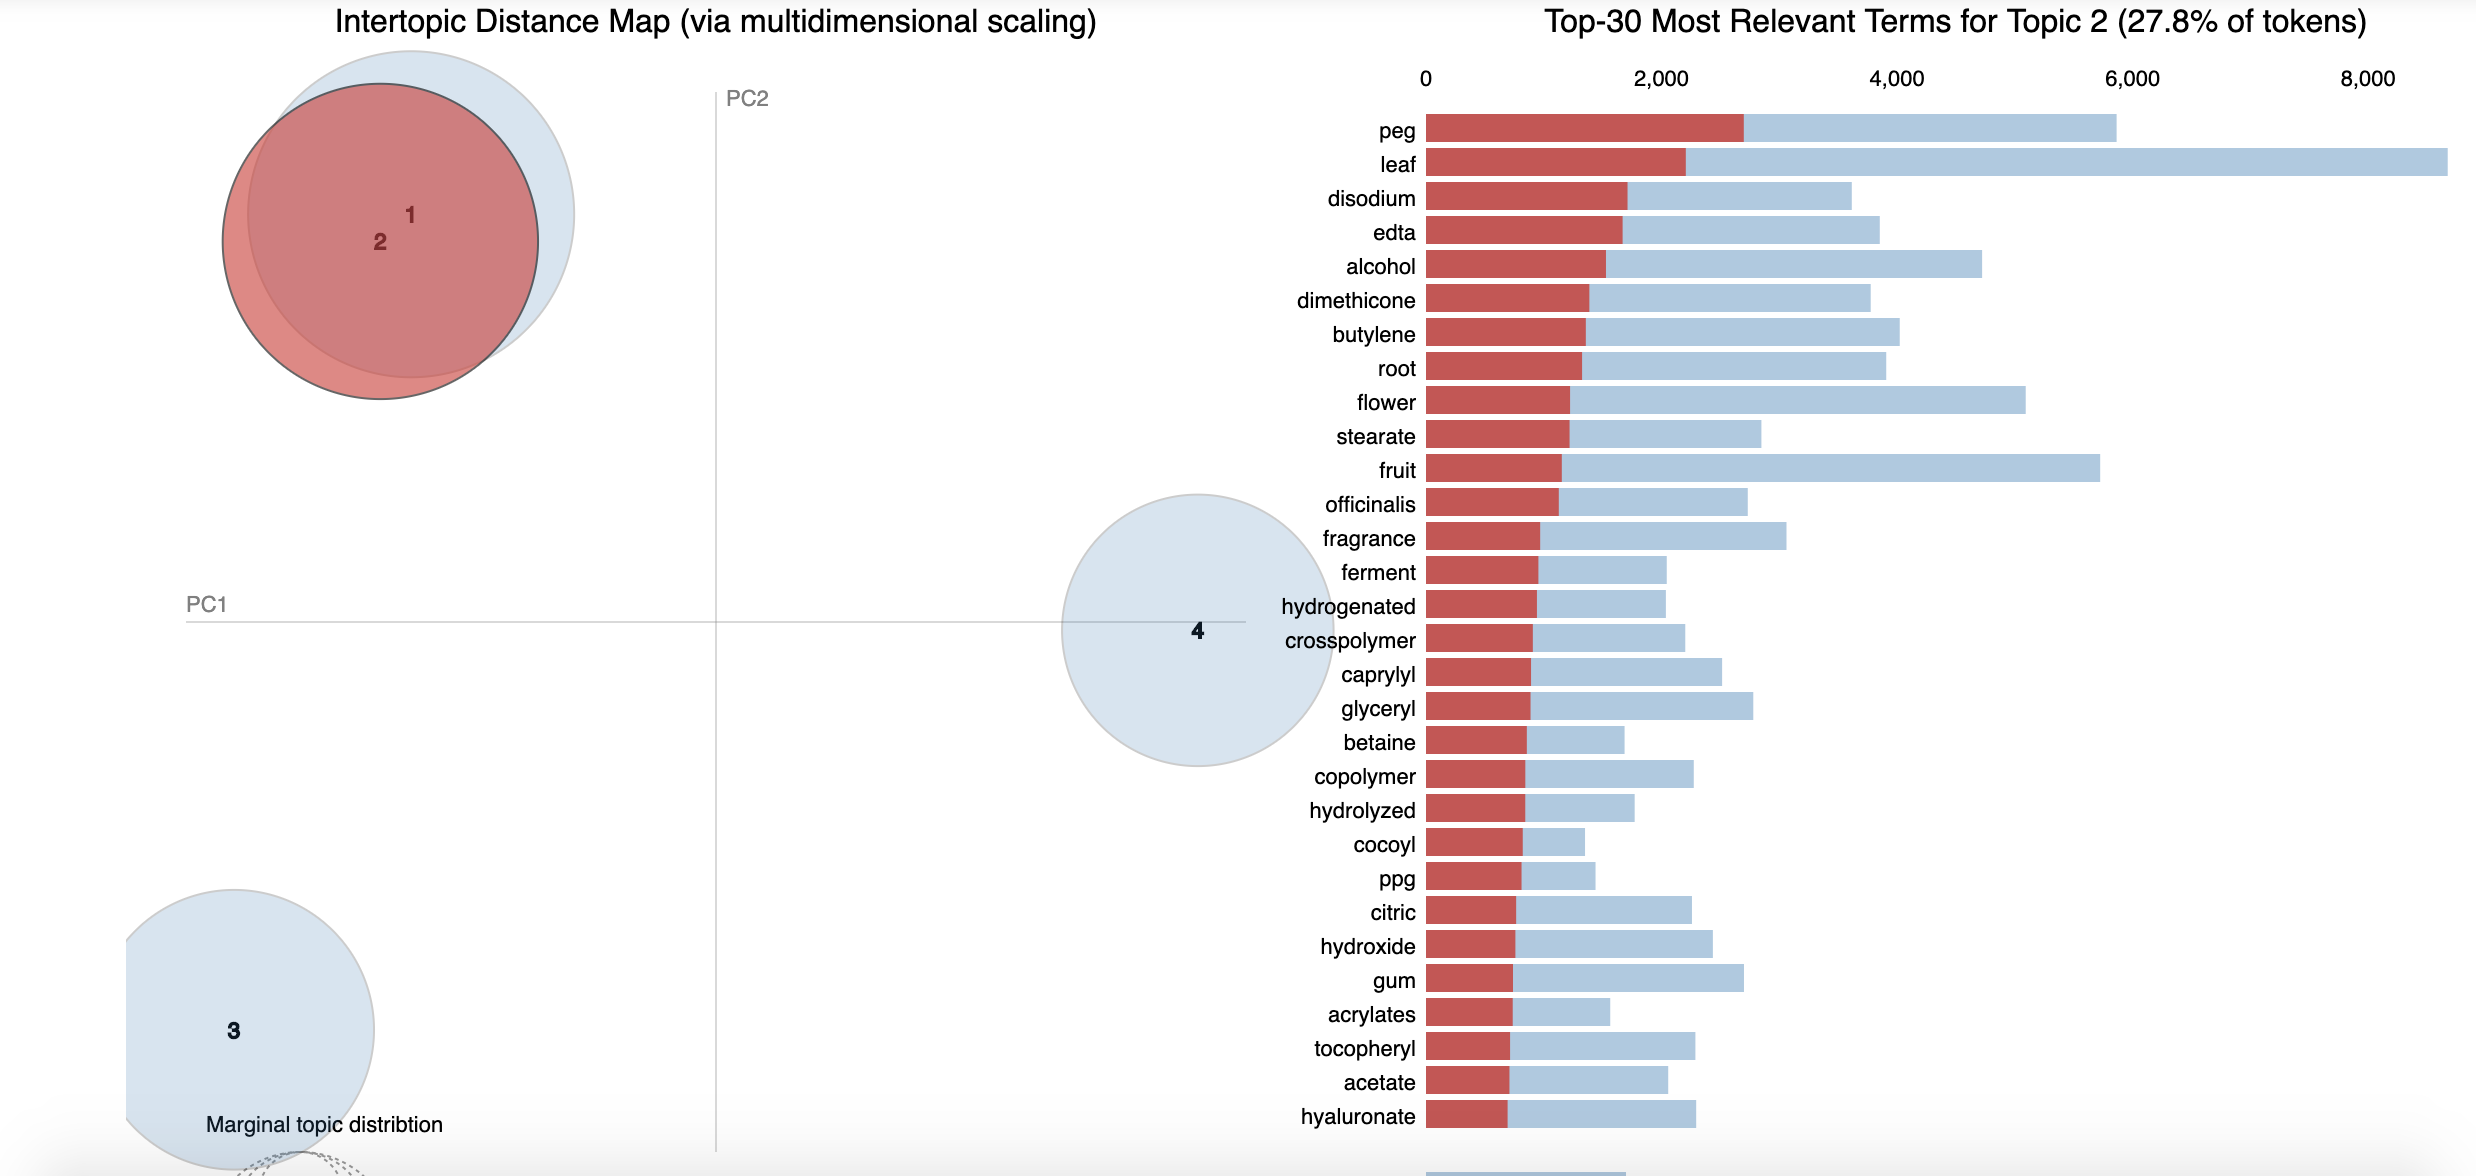 Intertopic Distance Map (via multidimensional scaling)
PC2
1
2
PC1
4
3
Marginal topic distribtion
Top-30 Most Relevant Terms for Topic 2 (27.8% of tokens)
0 2,000 4,000 6,000 8,000
peg
leaf
disodium
edta
alcohol
dimethicone
butylene
root
flower
stearate
fruit
officinalis
fragrance
ferment
hydrogenated
crosspolymer
caprylyl
glyceryl
betaine
copolymer
hydrolyzed
cocoyl
ppg
citric
hydroxide
gum
acrylates
tocopheryl
acetate
hyaluronate